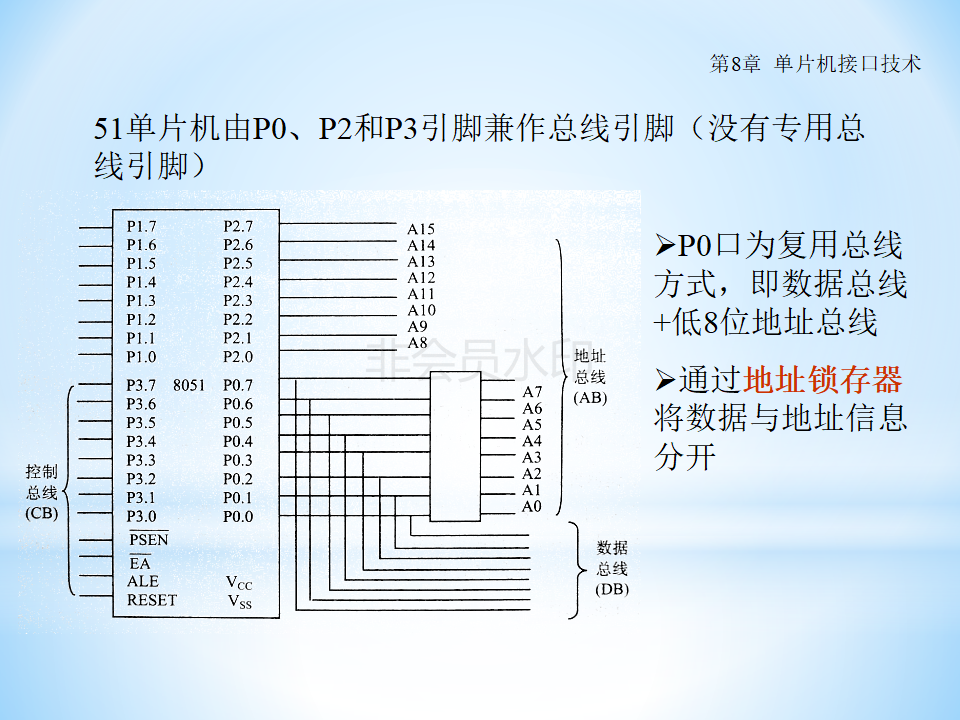 第8章 单片机接口技术
51单片机由P0、P2和P3引脚兼作总线引脚（没有专用总
线引脚）
P1.7 P2.7 A15
P1.6 P2.6 A14
P1.5 P2.5 A13
P1.4 P2.4 A12
P1.3 P2.3 A11
P1.2 P2.2 A10
P1.1 P2.1 A9
P1.0 P2.0 A8
P3.7 8051 P0.7 A7
P3.6 P0.6 A6
P3.5 P0.5 A5
P3.4 P0.4 A4
P3.3 P0.3 A3
P3.2 P0.2 A2
P3.1 P0.1 A1
P3.0 P0.0 A0
PSEN
EA
ALE VCC
RESET VSS
控制
总线
(CB)
地址
总线
(AB)
数据
总线
(DB)
非会员水印
➢P0口为复用总线
方式，即数据总线
+低8位地址总线
➢通过地址锁存器
将数据与地址信息
分开